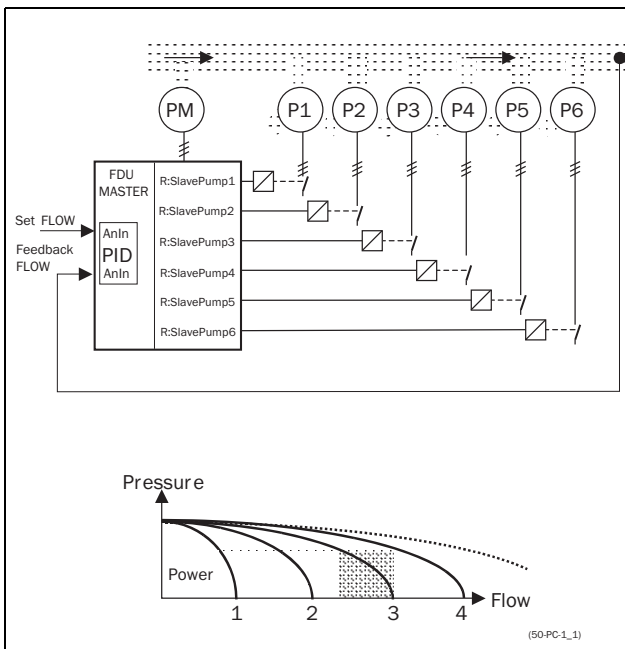 PM P1 P2 P3 P4 P5 P6
FDU
MASTER
R:SlavePump1
R:SlavePump2
R:SlavePump3
R:SlavePump4
R:SlavePump5
R:SlavePump6
Set FLOW
Feedback
FLOW
AnIn
PID
AnIn
Pressure
Power
1 2 3 4
Flow
(50-PC-1_1)